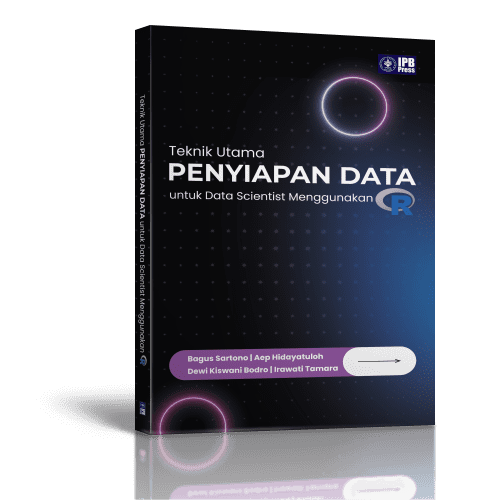 IPB
Press
Teknik Utama
PENYIAPAN DATA
untuk Data Scientist Menggunakan R
Bagus Sartono | Aep Hidayatuloh
Dewi Kiswani Bodro | Irawati Tamara
Teknik Utama PENYIAPAN DATA untuk Data Scientist Menggunakan R